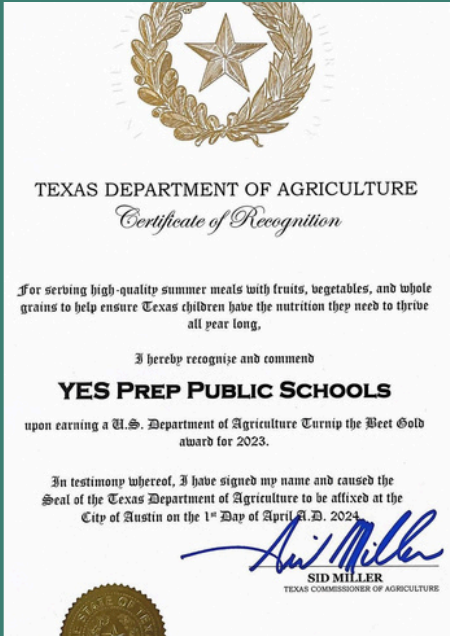 TEXAS DEPARTMENT OF AGRICULTURE
Certificate of Recognition
For serving high-quality summer meals with fruits, vegetables, and whole
grains to help ensure Texas children have the nutrition they need to thrive
all year long,
I hereby recognize and commend
YES PREP PUBLIC SCHOOLS
upon earning a U.S. Department of Agriculture Turnip the Beet Gold
award for 2023.
In testimony whereof, I have signed my name and caused the
Seal of the Texas Department of Agriculture to be affixed at the
City of Austin on the 1st Day of April A.D. 2024.
Sid Miller
SID MILLER
TEXAS COMMISSIONER OF AGRICULTURE
STATE OF TEX